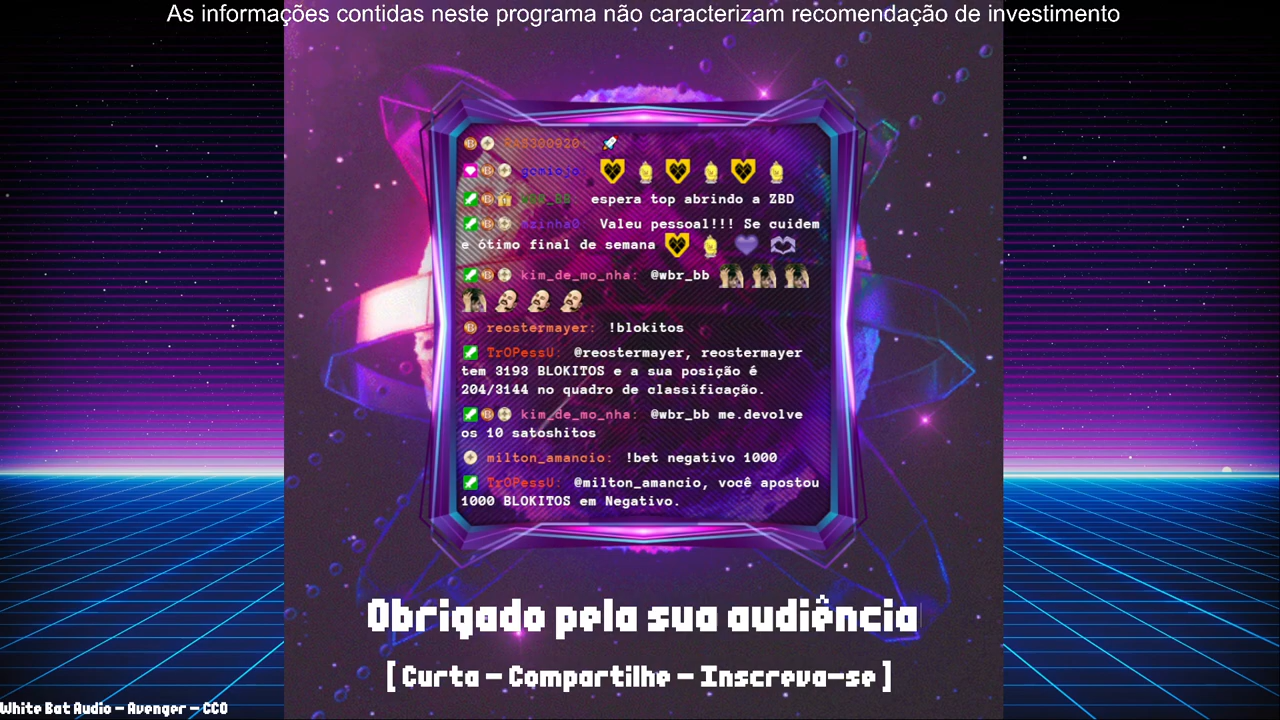 As informações contidas neste programa não caracterizam recomendação de investimento
gomiojo
espera top abrindo a ZBD
Valeu pessoal!!! Se cuidem
e ótimo final de semana
kim_de_mo_nha: @wbr_bb
reostermayer: !blokitos
TrOPessU: @reostermayer, reostermayer
tem 3193 BLOKITOS e a sua posição é
204/3144 no quadro de classificação.
kim_de_mo_nha: @wbr_bb me.devolve
os 10 satoshitos
milton_amancio: !bet negativo 1000
TrOPessU: @milton_amancio, você apostou
1000 BLOKITOS em Negativo.
Obrigado pela sua audiência
[ Curta - Compartilhe - Inscreva-se ]
White Bat Audio - Avenger - CC0